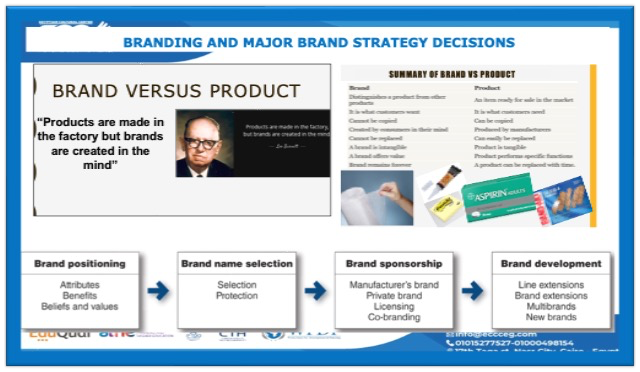 BRANDING AND MAJOR BRAND STRATEGY DECISIONS
BRAND VERSUS PRODUCT
“Products are made in
the factory but brands
are created in the
mind”
Products are made in the factory,
but brands are created in the mind
SUMMARY OF BRAND VS PRODUCT
Brand Product
Distinguishes a product from other
products An item ready for sale in the market
It is what customers want It is what customers need
Cannot be copied Can be copied
Created by consumers in their mind Produced by manufacturers
Cannot be replaced Can easily be replaced
A brand is intangible Product is tangible
A brand offers value Product performs specific functions
Brand remains forever A product can be replaced with time.
ASPIRIN ADULTS
BAND-AID
Brand positioning
Attributes
Benefits
Beliefs and values
Brand name selection
Selection
Protection
Brand sponsorship
Manufacturer's brand
Private brand
Licensing
Co-branding
Brand development
Line extensions
Brand extensions
Multibrands
New brands
EduQual
CTH
info@eccceg.com
01015277527-01000498154